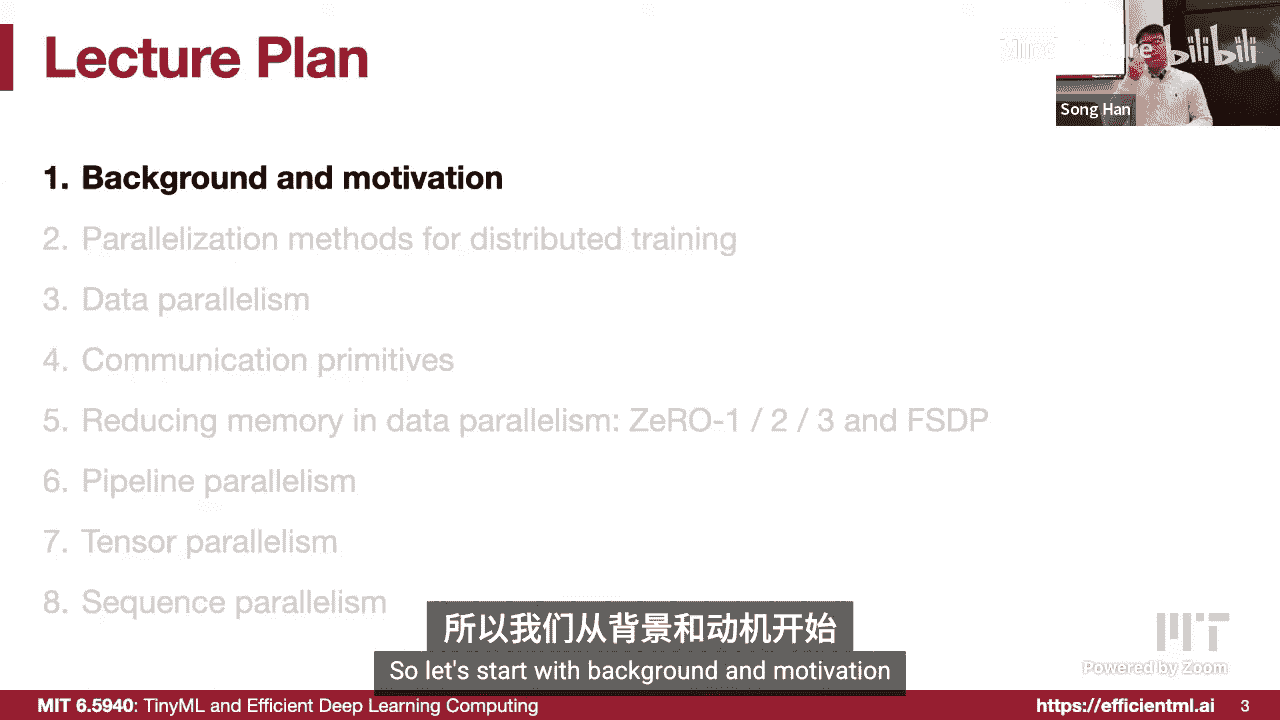 Lecture Plan
bilibili
Song Han
1. Background and motivation
2. Parallelization methods for distributed training
3. Data parallelism
4. Communication primitives
5. Reducing memory in data parallelism: ZeRO-1 / 2 / 3 and FSDP
6. Pipeline parallelism
7. Tensor parallelism
8. Sequence parallelism
所以我们从背景和动机开始
So let's start with background and motivation
MIT
Powered by Zoom
MIT 6.5940: TinyML and Efficient Deep Learning Computing
https://efficientml.ai
3